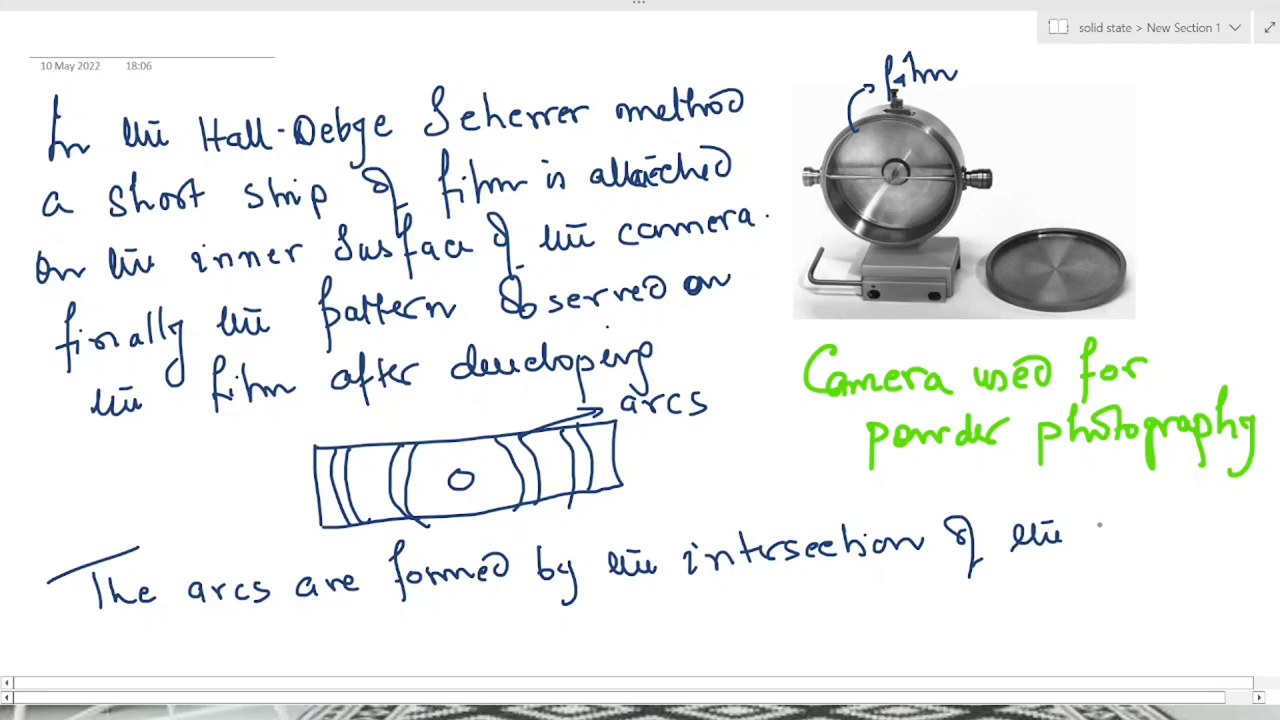 solid state > New Section 1
10 May 2022 18:06
film
In the Hall-Debye Scherrer method
a short strip of film is attached
on the inner surface of the camera.
finally the pattern observed on
the film after developing
arcs
Camera used for
powder photography
The arcs are formed by the intersection of the